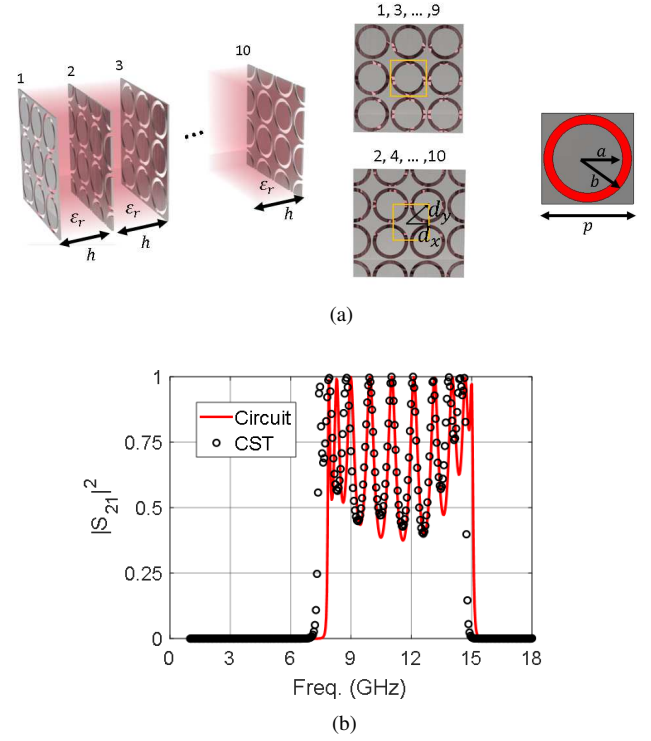 1 2 3 10
1, 3, ... ,9
...
εr h εr h εr h
2, 4, ... ,10
dy
dx
a
b
p
(a)
|S21|²
1
0.75
0.5
0.25
0
Circuit
CST
0 3 6 9 12 15 18
Freq. (GHz)
(b)